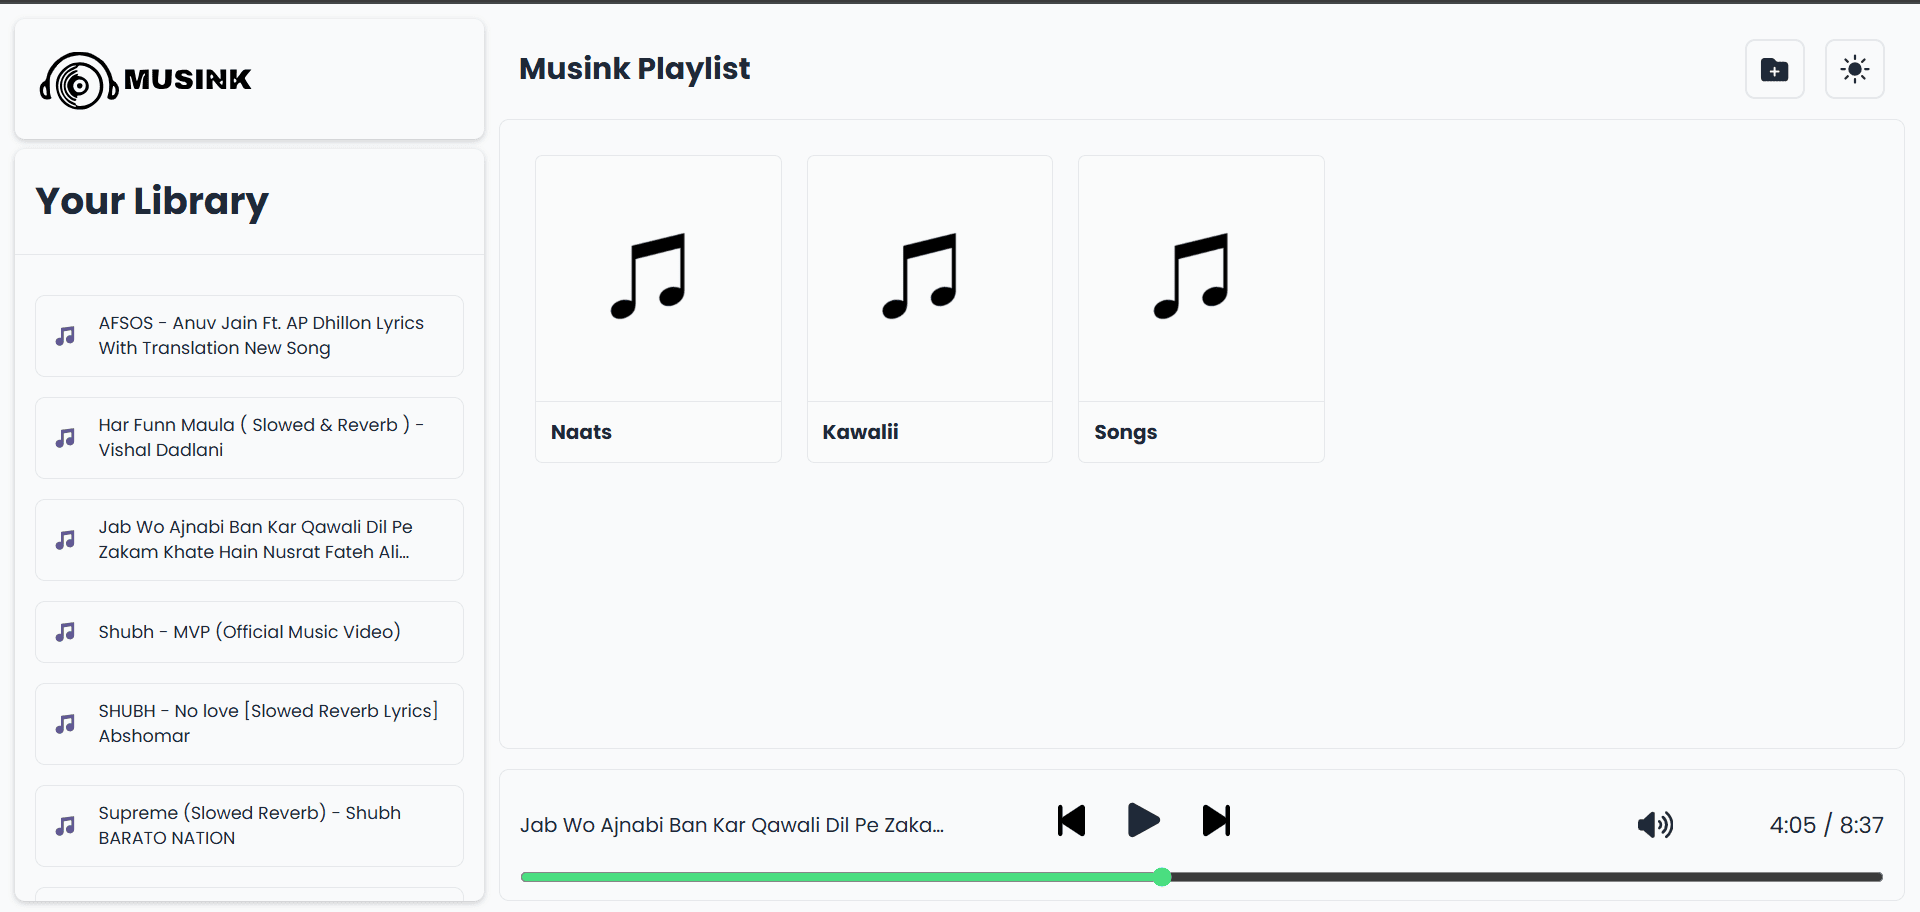 MUSINK
Your Library
AFSOS - Anuv Jain Ft. AP Dhillon Lyrics
With Translation New Song
Har Funn Maula ( Slowed & Reverb ) -
Vishal Dadlani
Jab Wo Ajnabi Ban Kar Qawali Dil Pe
Zakam Khate Hain Nusrat Fateh Ali...
Shubh - MVP (Official Music Video)
SHUBH - No love [Slowed Reverb Lyrics]
Abshomar
Supreme (Slowed Reverb) - Shubh
BARATO NATION
Musink Playlist
Naats
Kawalii
Songs
Jab Wo Ajnabi Ban Kar Qawali Dil Pe Zaka...
4:05 / 8:37